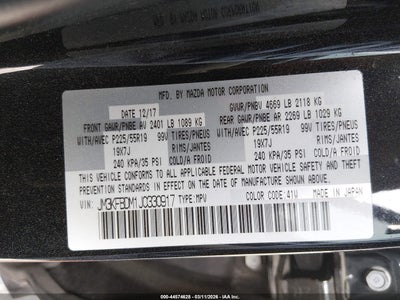 MFD. BY MAZDA MOTOR CORPORATION
DATE 12/17 GVWR/PNBV 4669 LB 2118 KG
FRONT GAWR/PNBE AV 2401 LB 1089 KG REAR GAWR/PNBE AR 2269 LB 1029 KG
WITH/AVEC P225/55R19 99V TIRES/PNEUS WITH/AVEC P225/55R19 99V TIRES/PNEUS
19X7J RIMS/JANTES 19X7J RIMS/JANTES
240 KPA/35 PSI COLD/A FROID 240 KPA/35 PSI COLD/A FROID
THIS VEHICLE CONFORMS TO ALL APPLICABLE FEDERAL MOTOR VEHICLE
SAFETY, BUMPER, AND THEFT PREVENTION STANDARDS IN EFFECT ON THE
DATE OF MANUFACTURE SHOWN ABOVE.
MADE IN JAPAN
VIN: JM3KFBDM1JC330917 TYPE:MPV COLOR CODE 41W
IAA: 44574628 03/11/2026 - © IAA, Inc